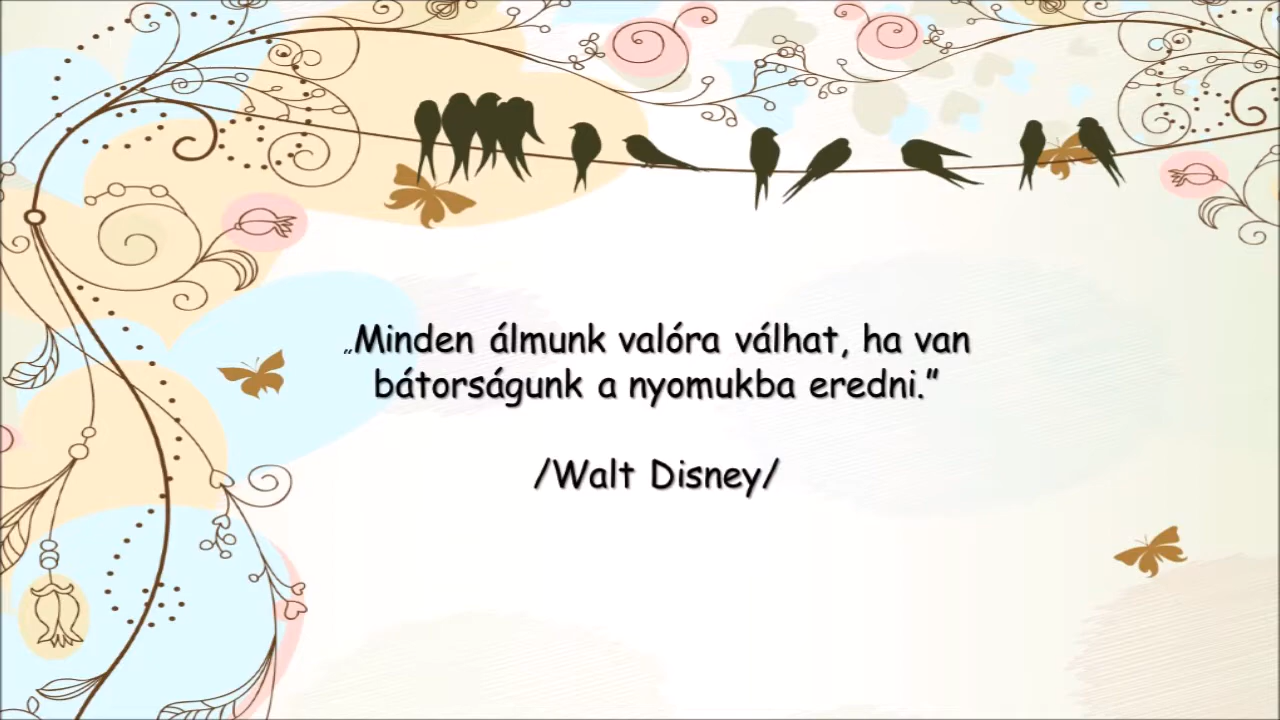 „Minden álmunk valóra válhat, ha van
bátorságunk a nyomukba eredni.”
/Walt Disney/